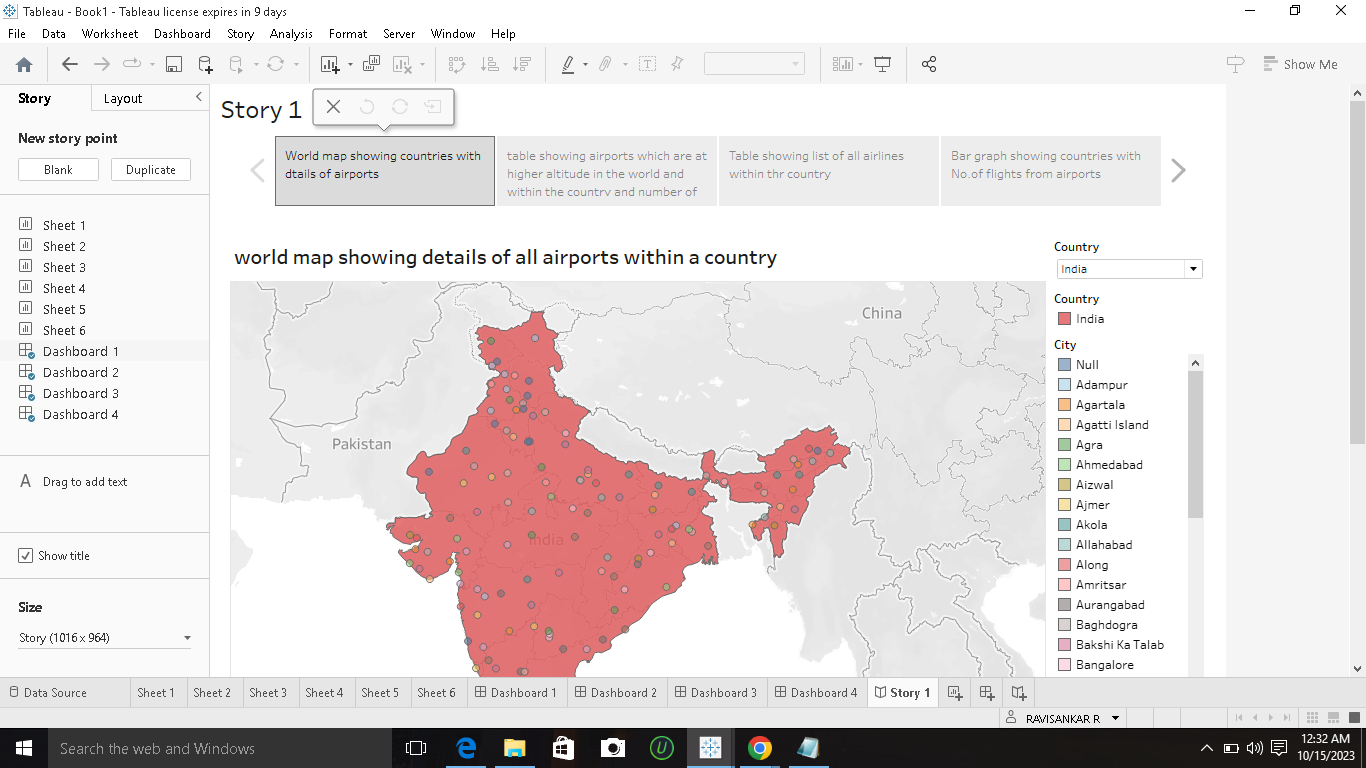 Tableau - Book1 - Tableau license expires in 9 days
File Data Worksheet Dashboard Story Analysis Format Server Window Help
Show Me
Story Layout
New story point
Blank Duplicate
Sheet 1
Sheet 2
Sheet 3
Sheet 4
Sheet 5
Sheet 6
Dashboard 1
Dashboard 2
Dashboard 3
Dashboard 4
A Drag to add text
Show title
Size
Story (1016 x 964)
Story 1
World map showing countries with
dtails of airports
table showing airports which are at
higher altitude in the world and
within the country and number of
Table showing list of all airlines
within thr country
Bar graph showing countries with
No.of flights from airports
world map showing details of all airports within a country
China
Pakistan
India
Country
India
Country
India
City
Null
Adampur
Agartala
Agatti Island
Agra
Ahmedabad
Aizwal
Ajmer
Akola
Allahabad
Along
Amritsar
Aurangabad
Baghdogra
Bakshi Ka Talab
Bangalore
Data Source Sheet 1 Sheet 2 Sheet 3 Sheet 4 Sheet 5 Sheet 6 Dashboard 1 Dashboard 2 Dashboard 3 Dashboard 4 Story 1
RAVISANKAR R
Search the web and Windows
12:32 AM
10/15/2023